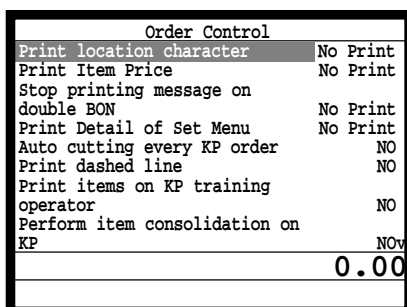 Order Control
Print location character No Print
Print Item Price No Print
Stop printing message on
double BON No Print
Print Detail of Set Menu No Print
Auto cutting every KP order NO
Print dashed line NO
Print items on KP training
operator NO
Perform item consolidation on
KP NOv
0.00